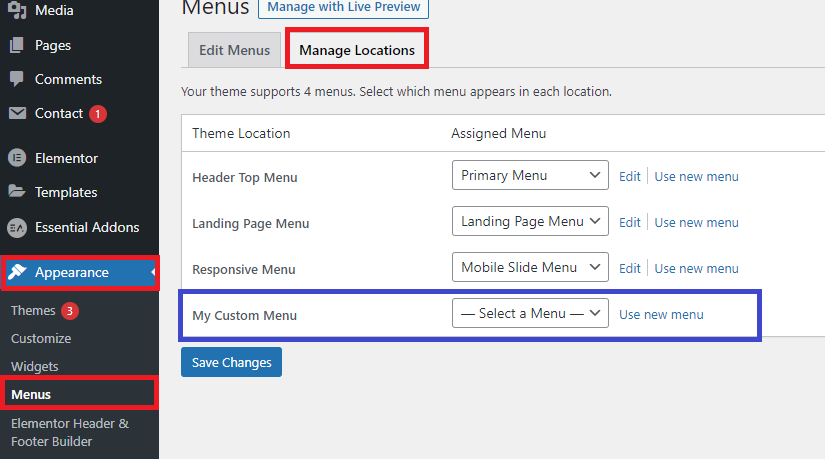 Media
Pages
Comments
Contact 1
Elementor
Templates
Essential Addons
Appearance
Themes 3
Customize
Widgets
Menus
Elementor Header &
Footer Builder
Menus Manage with Live Preview
Edit Menus Manage Locations
Your theme supports 4 menus. Select which menu appears in each location.
Theme Location Assigned Menu
Header Top Menu Primary Menu Edit Use new menu
Landing Page Menu Landing Page Menu Edit Use new menu
Responsive Menu Mobile Slide Menu Edit Use new menu
My Custom Menu — Select a Menu — Use new menu
Save Changes